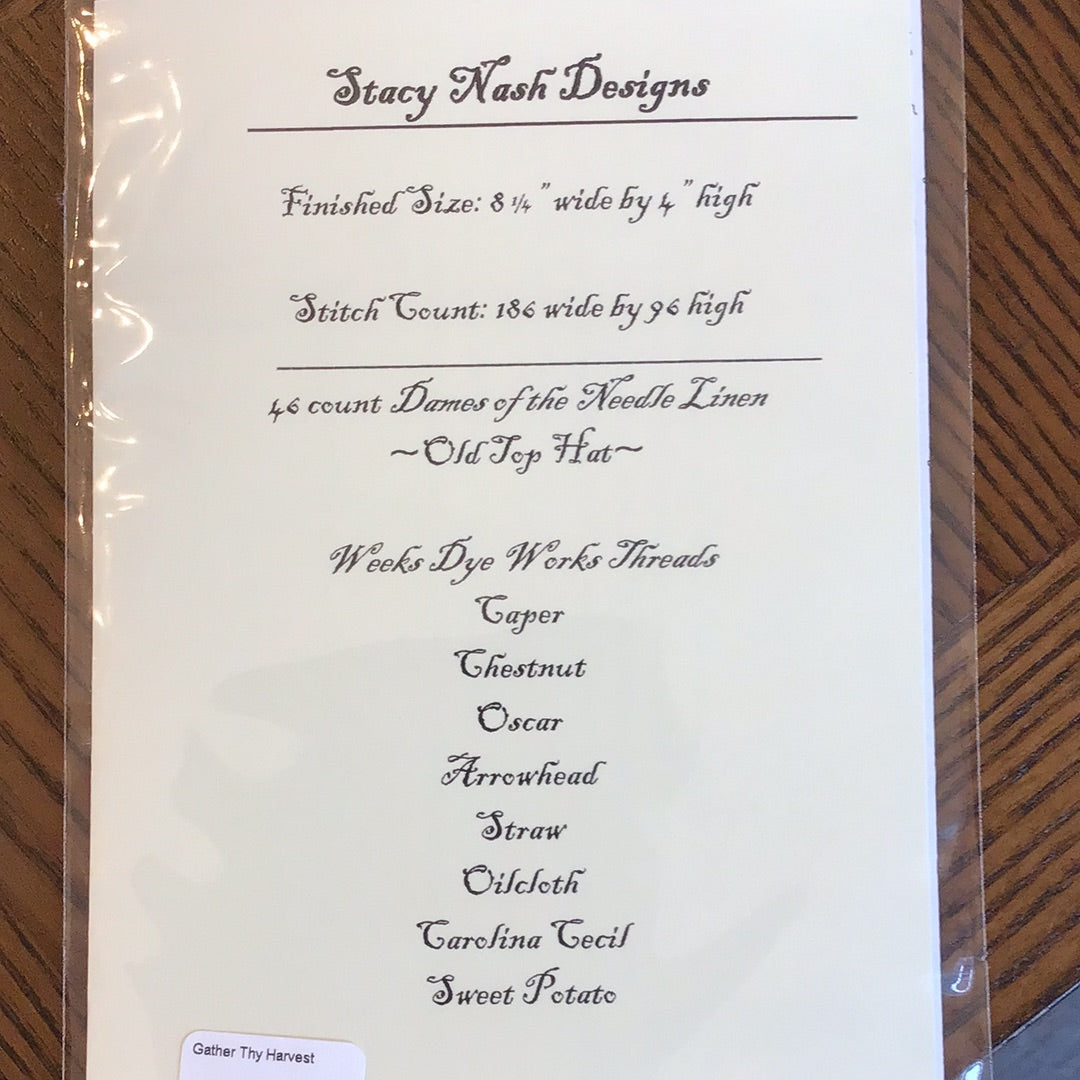 Stacy Nash Designs
Finished Size: 8 1/4" wide by 4" high
Stitch Count: 186 wide by 96 high
46 count Dames of the Needle Linen
~Old Top Hat~
Weeks Dye Works Threads
Caper
Chestnut
Oscar
Arrowhead
Straw
Oilcloth
Carolina Cecil
Sweet Potato
Gather Thy Harvest